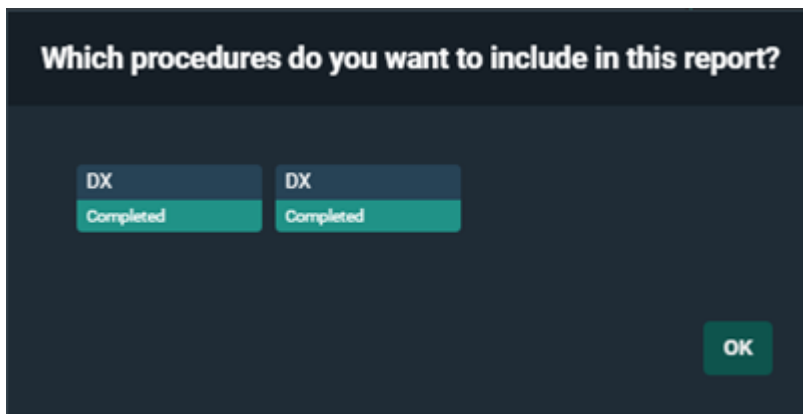 Which procedures do you want to include in this report?
DX DX
Completed Completed
OK